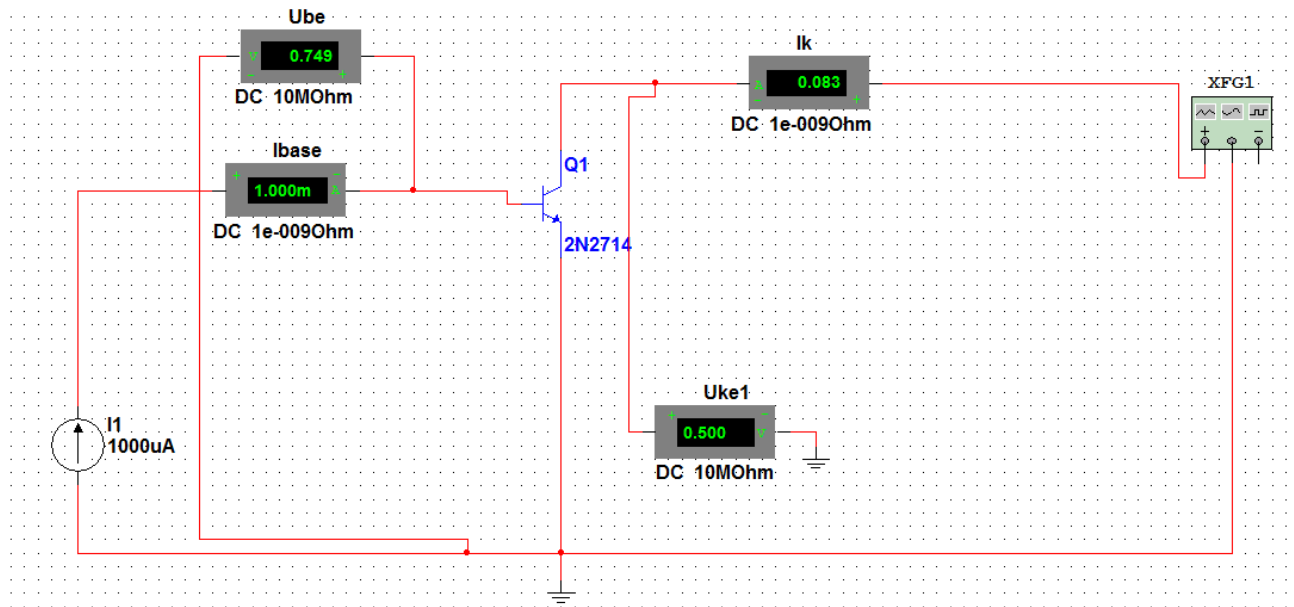 Ube
V 0.749
- +
DC 10MOhm
Ibase
+ -
1.000m A
DC 1e-009Ohm
Ik
A 0.083
- +
DC 1e-009Ohm
XFG1
+ -
Q1
2N2714
Uke1
+ -
0.500 V
DC 10MOhm
I1
1000uA